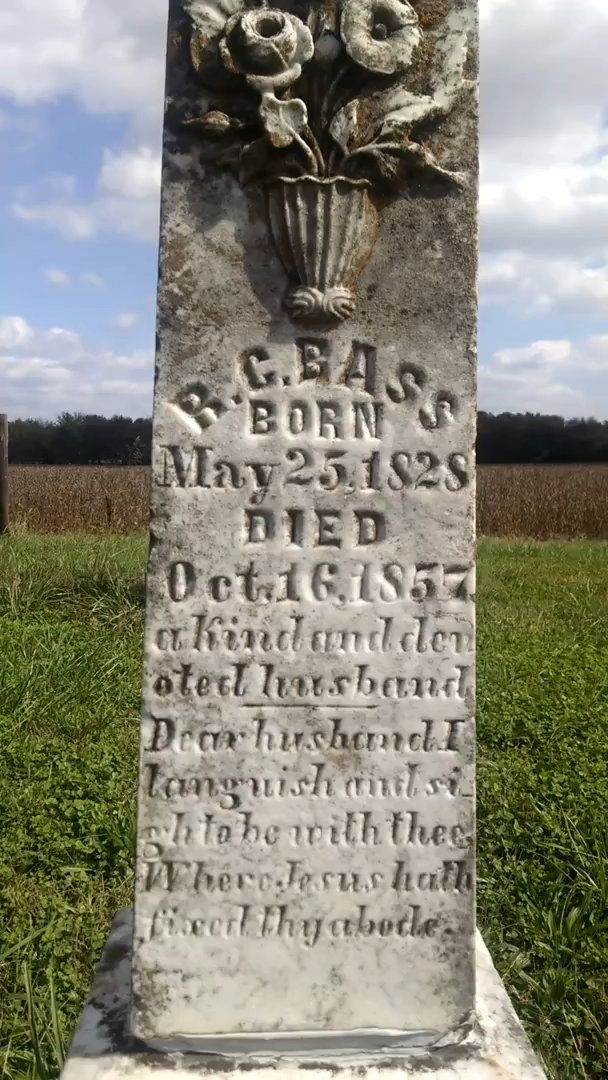 R. C. BASS
BORN
May 25, 1828
DIED
Oct. 16, 1857
a Kind and dev
oted husband
Dear husband I
languish and si-
gh to be with thee
Where Jesus hath
fixed thy abode.